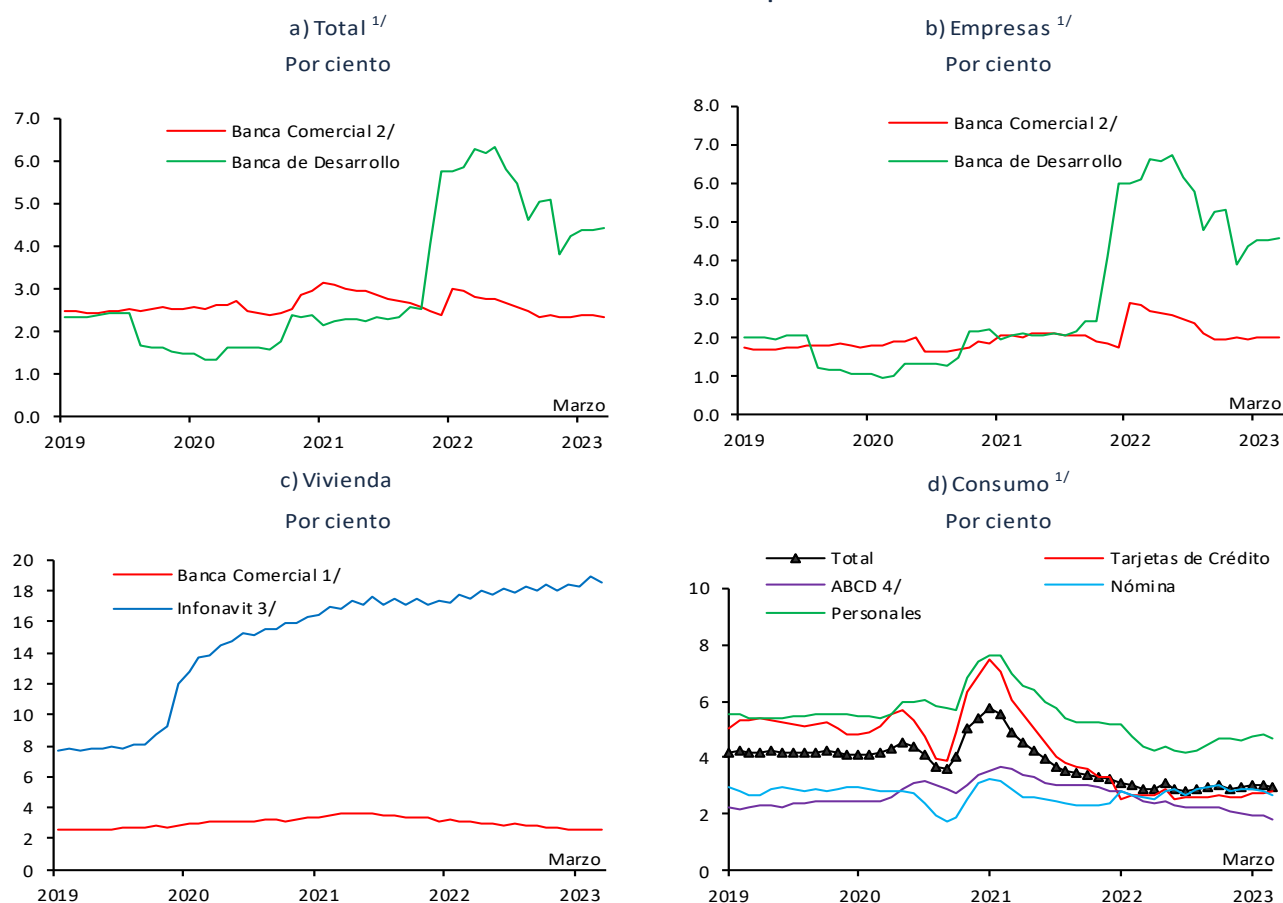 a) Total 1/
Por ciento
7.0
6.0
5.0
4.0
3.0
2.0
1.0
0.0
Banca Comercial 2/
Banca de Desarrollo
Marzo
2019 2020 2021 2022 2023
b) Empresas 1/
Por ciento
8.0
7.0
6.0
5.0
4.0
3.0
2.0
1.0
0.0
Banca Comercial 2/
Banca de Desarrollo
Marzo
2019 2020 2021 2022 2023
c) Vivienda
Por ciento
20
18
16
14
12
10
8
6
4
2
0
Banca Comercial 1/
Infonavit 3/
Marzo
2019 2020 2021 2022 2023
d) Consumo 1/
Por ciento
Total Tarjetas de Crédito
ABCD 4/ Nómina
Personales
10
8
6
4
2
0
Marzo
2019 2020 2021 2022 2023